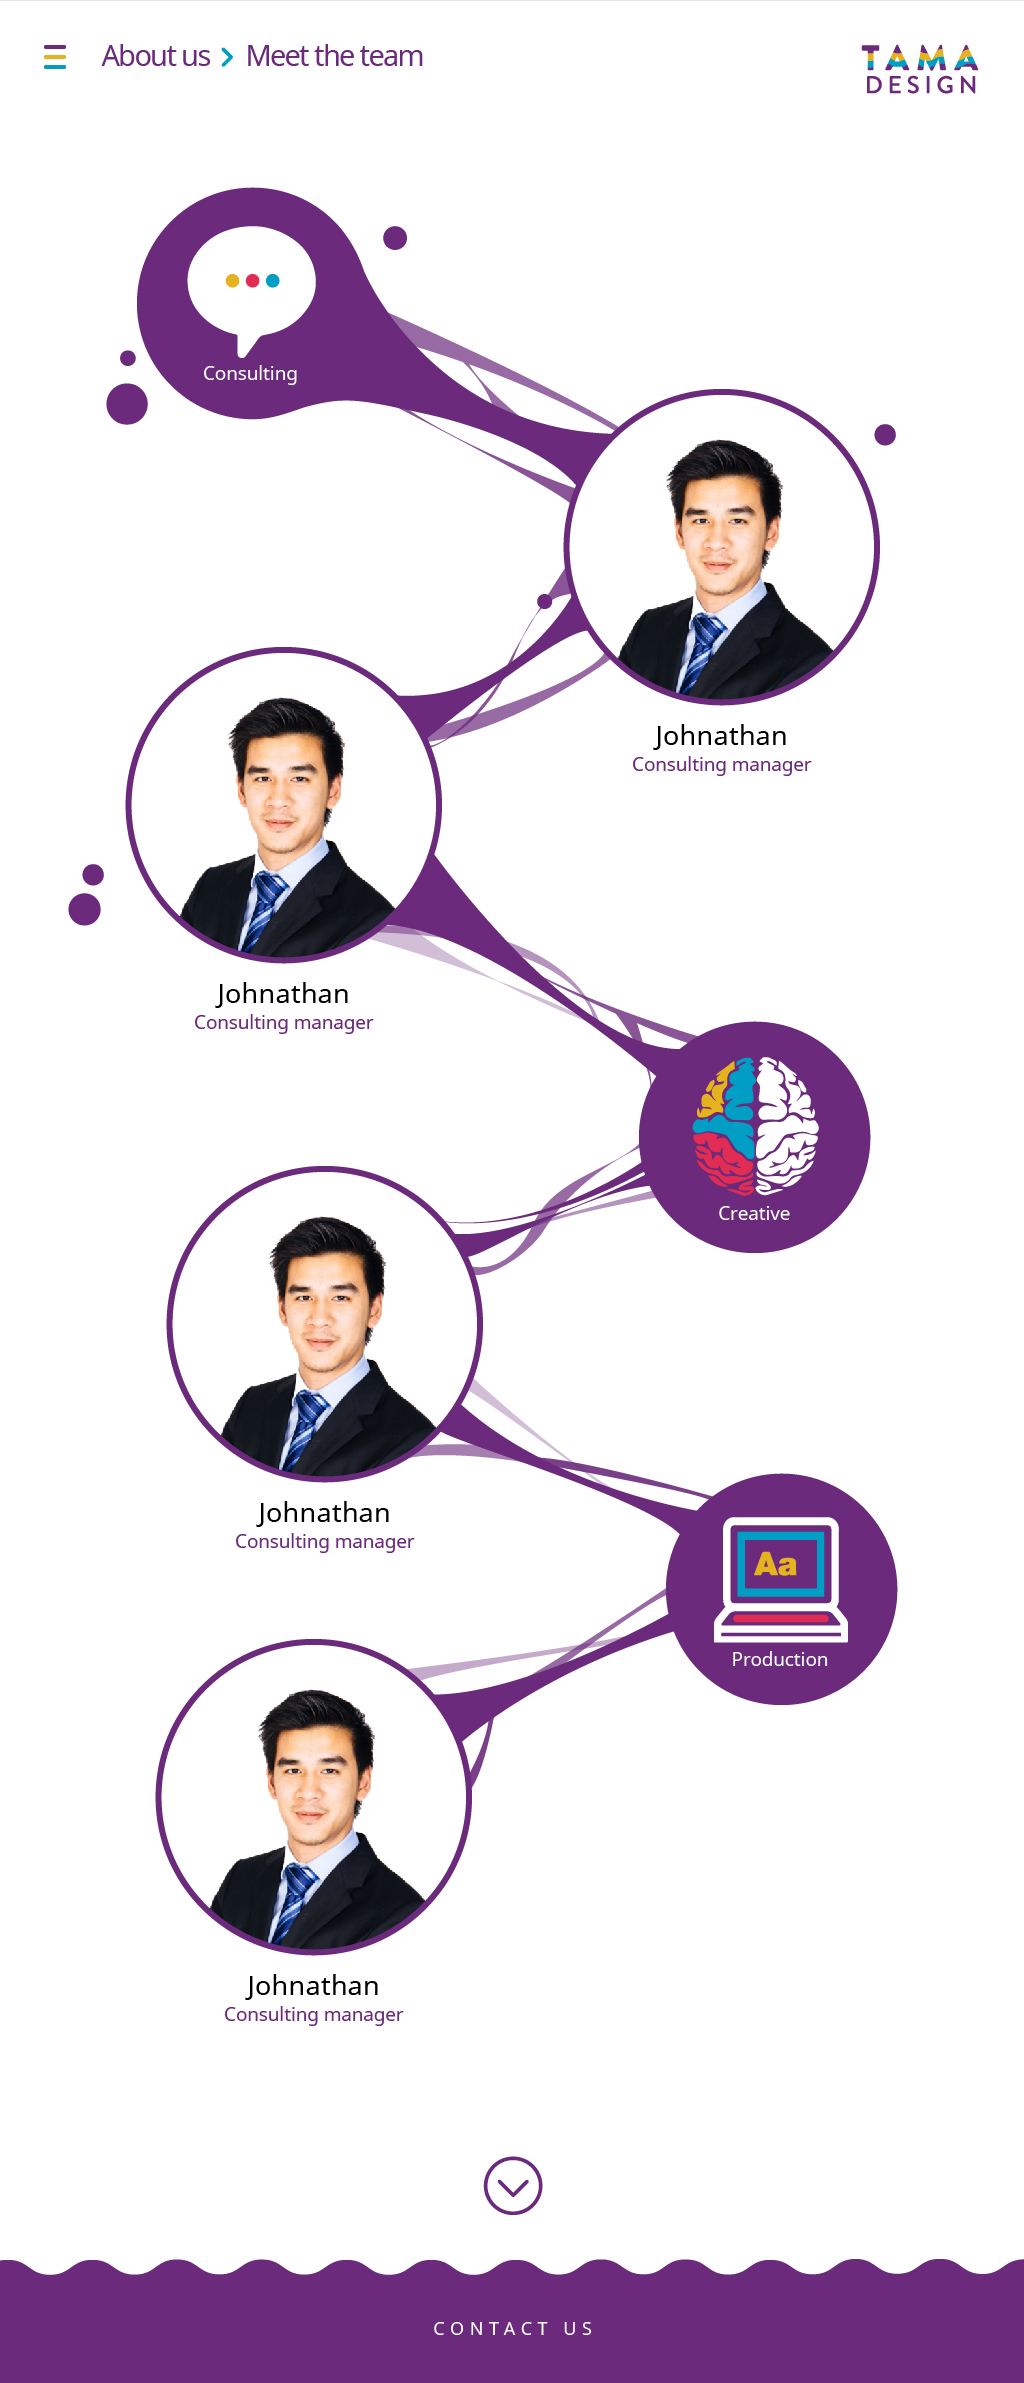 About us > Meet the team
TAMA
DESIGN
Consulting
Johnathan
Consulting manager
Johnathan
Consulting manager
Creative
Johnathan
Consulting manager
Aa
Production
Johnathan
Consulting manager
CONTACT US